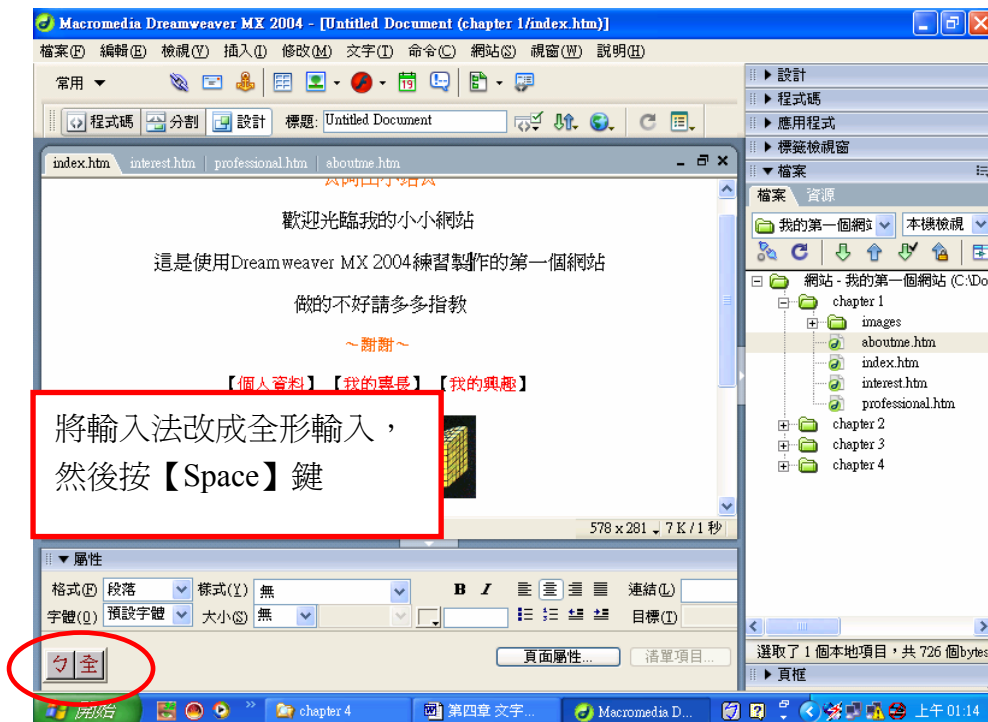 Macromedia Dreamweaver MX 2004 - [Untitled Document (chapter 1/index.htm)]
檔案(F) 編輯(E) 檢視(V) 插入(I) 修改(M) 文字(T) 命令(C) 網站(S) 視窗(W) 說明(H)
常用
19
程式碼 分割 設計 標題: Untitled Document
index.htm interest.htm professional.htm aboutme.htm
☆阿山小站☆
歡迎光臨我的小小網站
這是使用Dreamweaver MX 2004練習製作的第一個網站
做的不好請多多指教
～謝謝～
【個人資料】【我的專長】【我的興趣】
將輸入法改成全形輸入，
然後按【Space】鍵
578 x 281 7 K / 1 秒
屬性
格式(F) 段落 樣式(Y) 無 B I 連結(L)
字體(O) 預設字體 大小(S) 無 目標(T)
頁面屬性... 清單項目...
ㄅ 全
設計
程式碼
應用程式
標籤檢視窗
檔案
檔案 資源
我的第一個網 本機檢視
網站 - 我的第一個網站 (C:\Do
chapter 1
images
aboutme.htm
index.htm
interest.htm
professional.htm
chapter 2
chapter 3
chapter 4
選取了 1 個本地項目，共 726 個bytes
頁框
開始 chapter 4 第四章 文字... Macromedia D... 上午 01:14